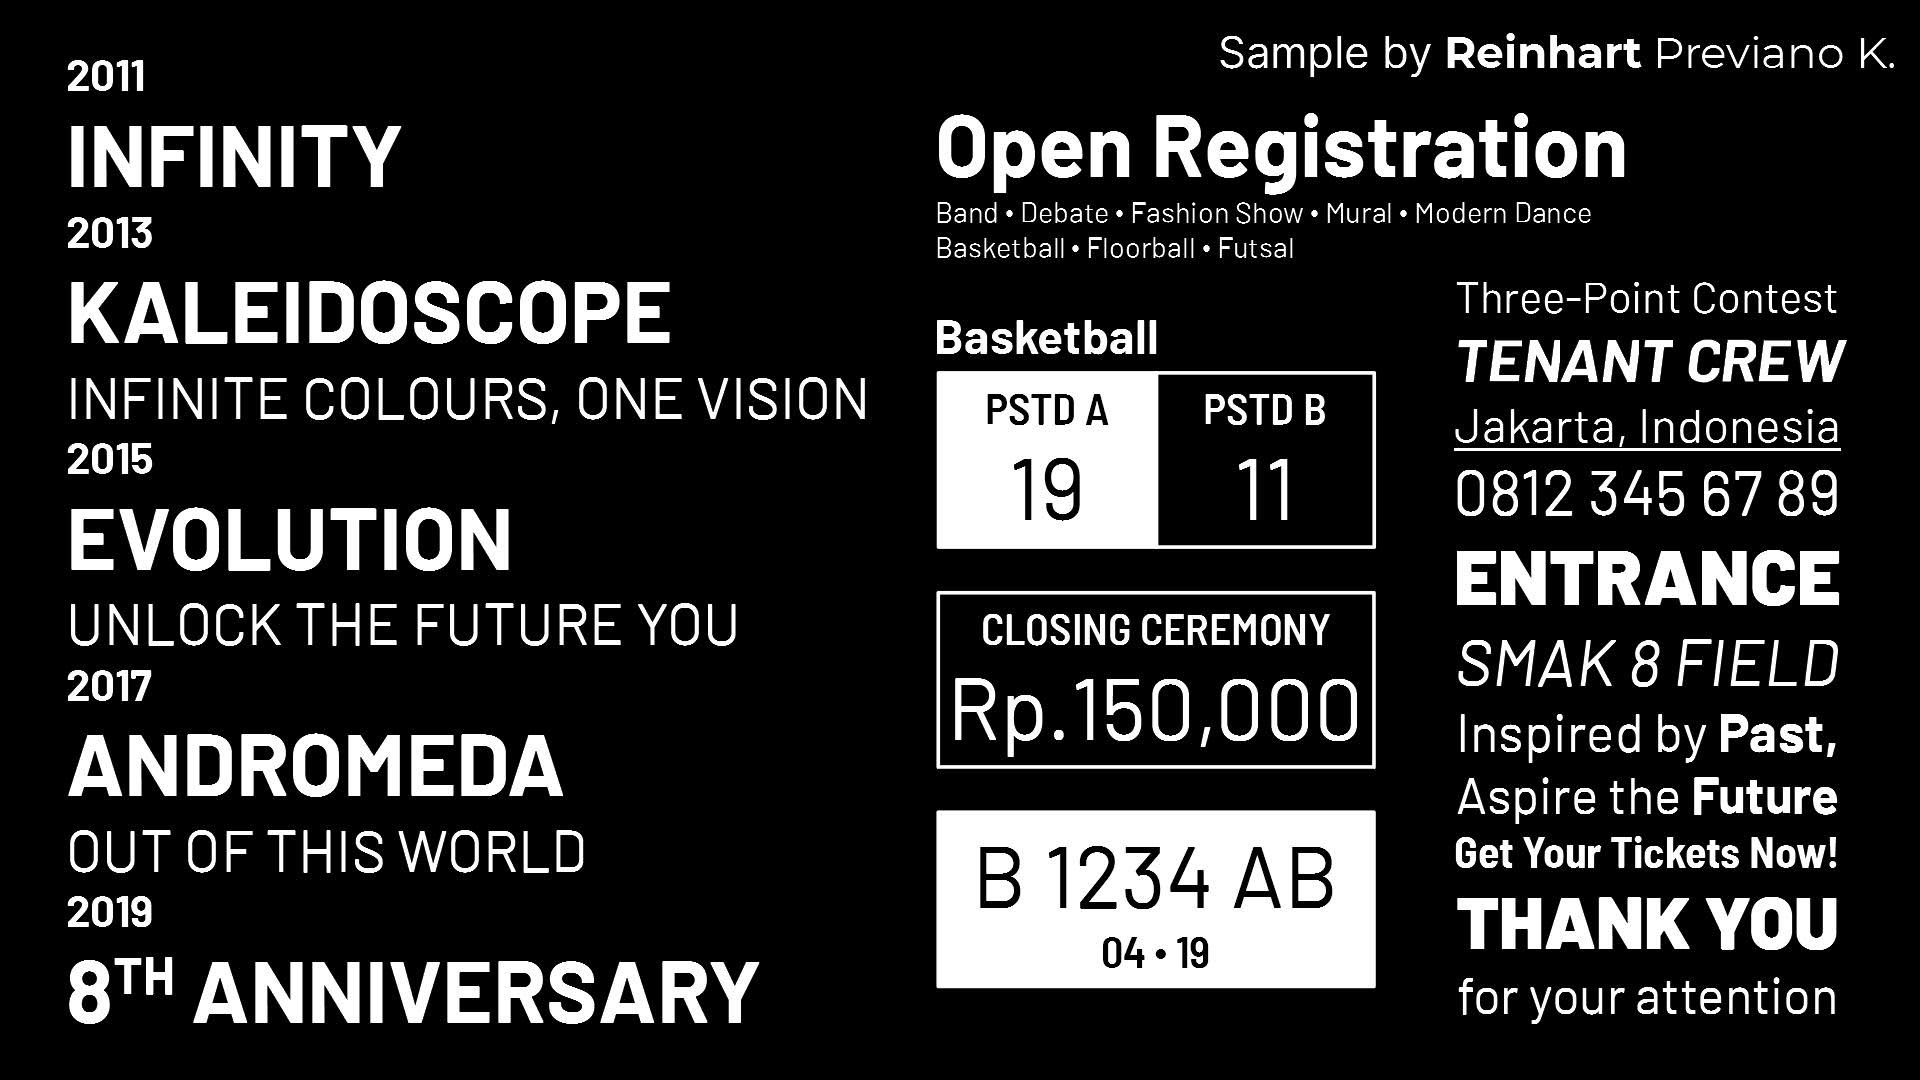 2011
INFINITY
2013
KALEIDOSCOPE
INFINITE COLOURS, ONE VISION
2015
EVOLUTION
UNLOCK THE FUTURE YOU
2017
ANDROMEDA
OUT OF THIS WORLD
2019
8TH ANNIVERSARY
Sample by Reinhart Previano K.
Open Registration
Band • Debate • Fashion Show • Mural • Modern Dance
Basketball • Floorball • Futsal
Basketball
PSTD A PSTD B
19 11
CLOSING CEREMONY
Rp.150,000
B 1234 AB
04 • 19
Three-Point Contest
TENANT CREW
Jakarta, Indonesia
0812 345 67 89
ENTRANCE
SMAK 8 FIELD
Inspired by Past,
Aspire the Future
Get Your Tickets Now!
THANK YOU
for your attention